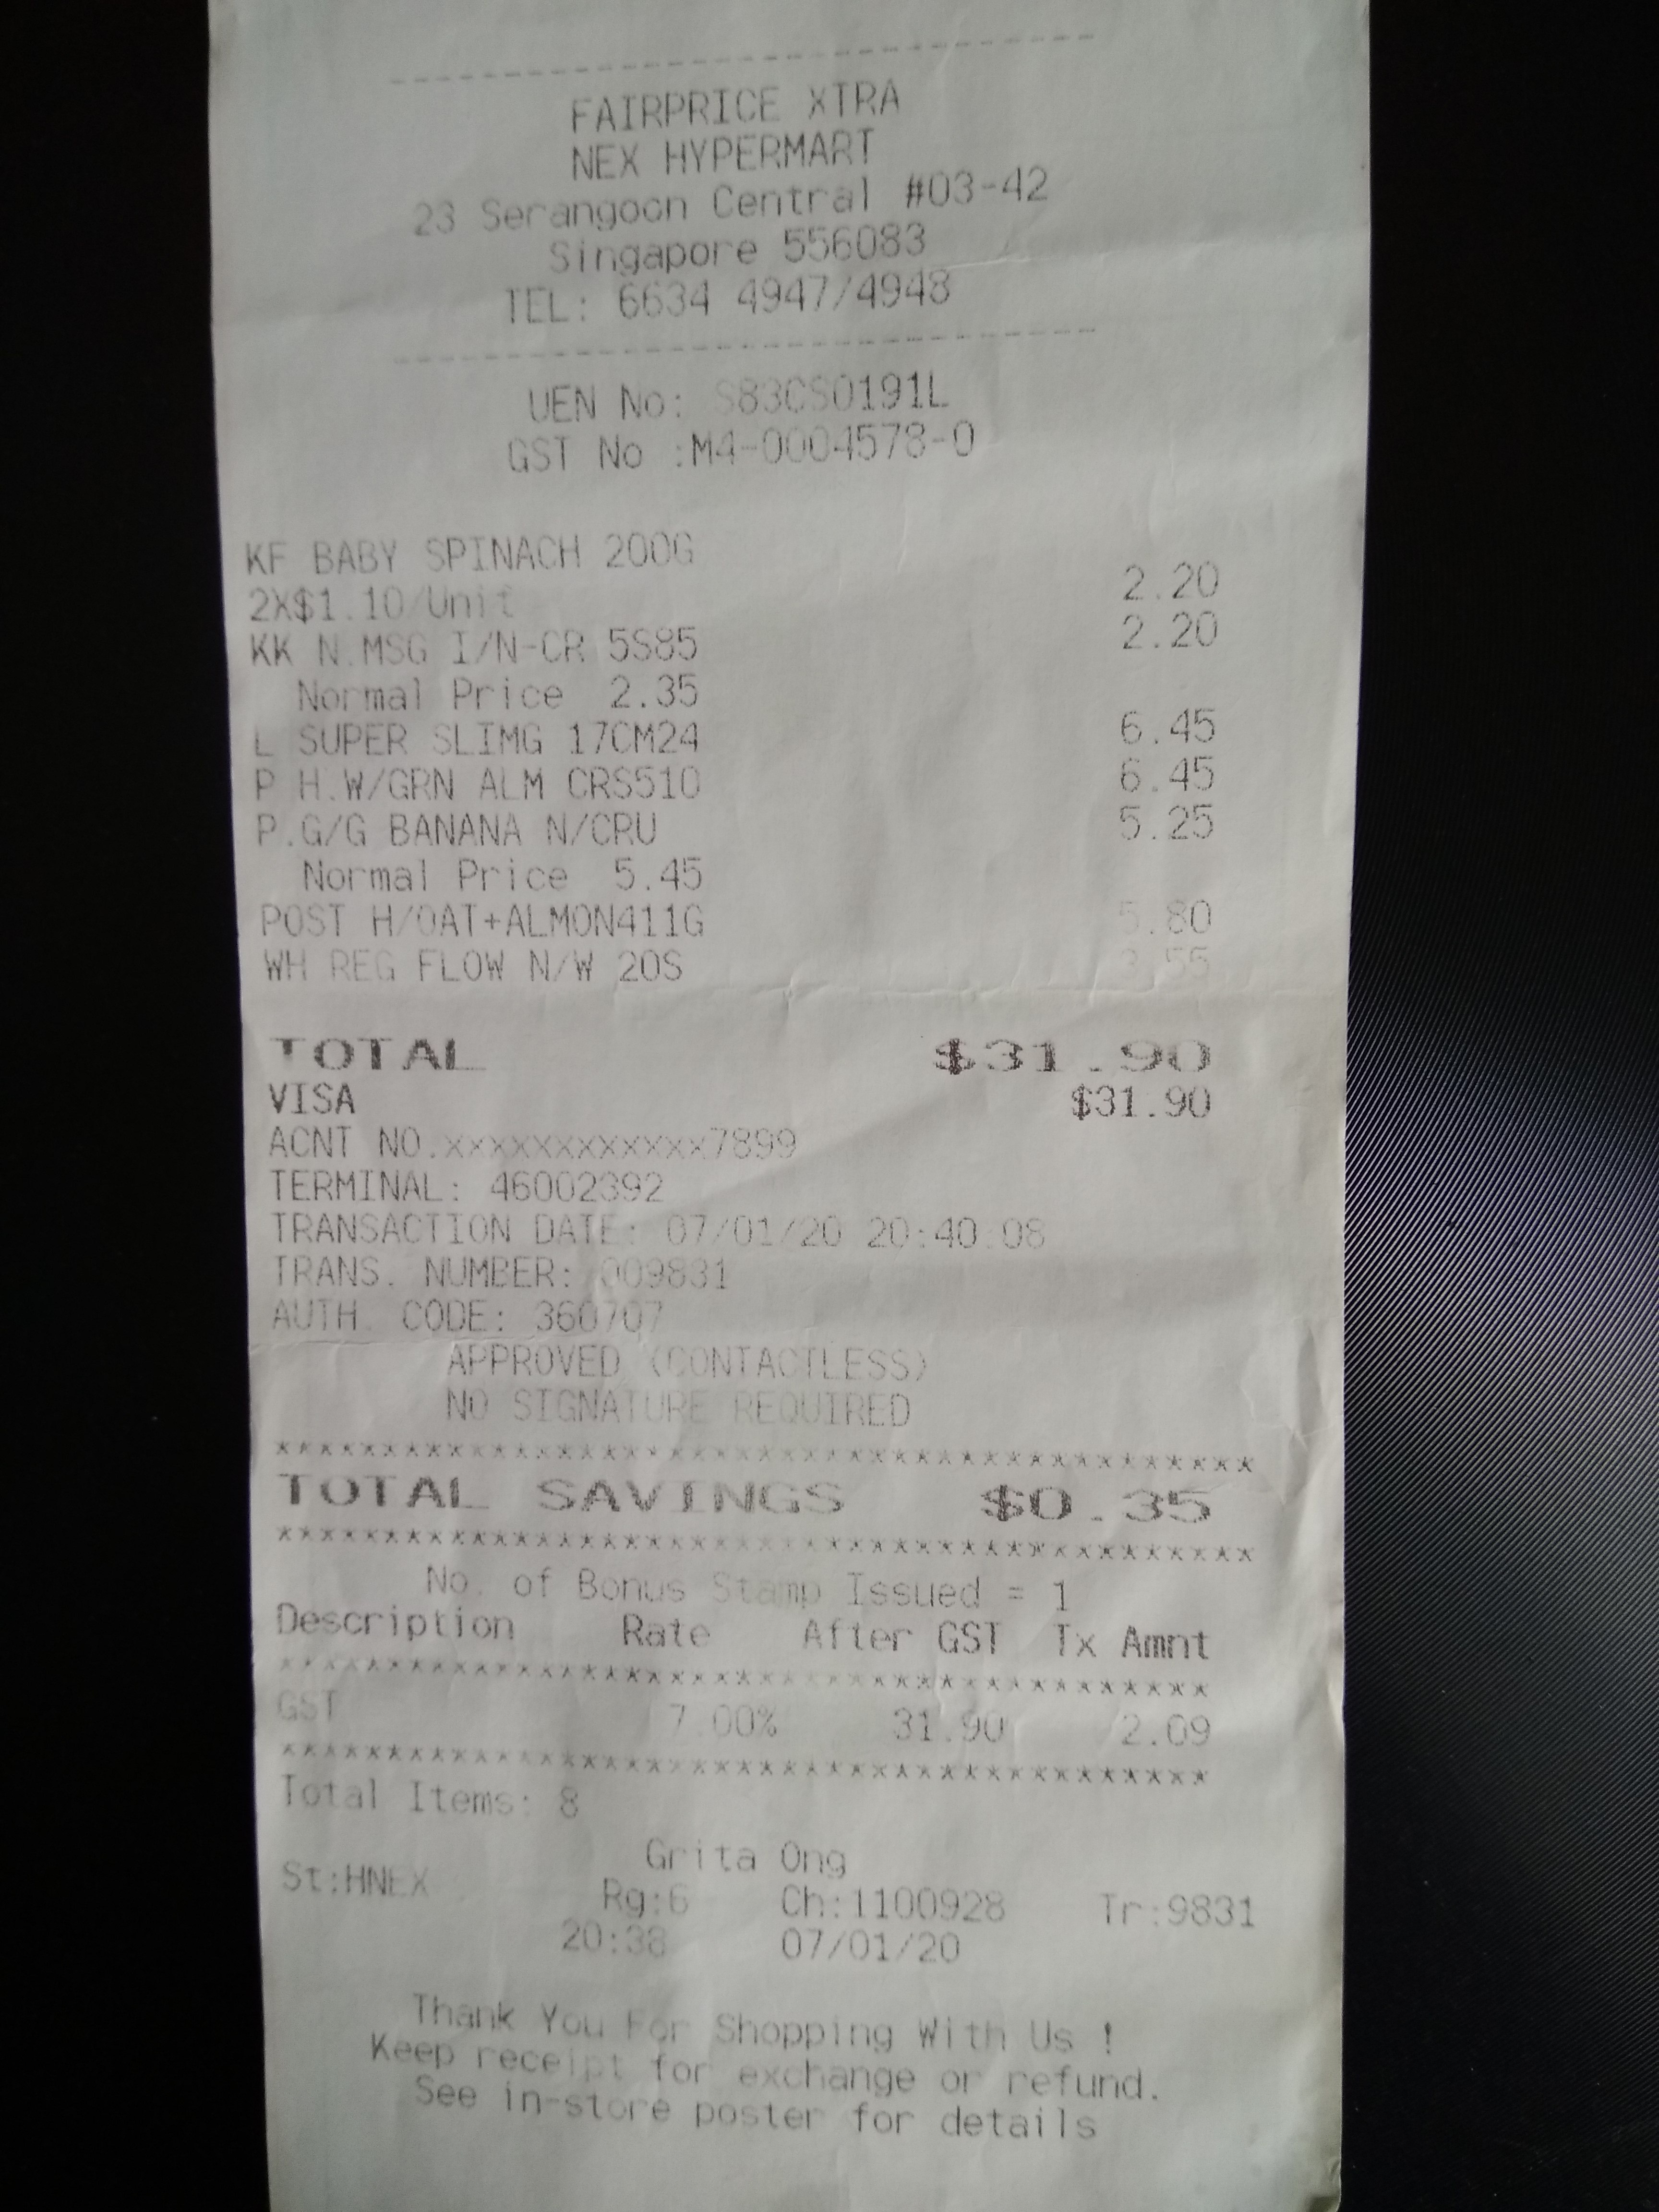 FAIRPRICE XTRA
NEX HYPERMART
23 Serangoon Central #03-42
Singapore 556083
TEL: 6634 4947/4948
UEN No: S83CS0191L
GST No :M4-0004578-0
KF BABY SPINACH 200G
2X$1.10/Unit 2.20
KK N.MSG I/N-CR 5S85 2.20
Normal Price 2.35
L SUPER SLIMG 17CM24 6.45
P H.W/GRN ALM CRS510 6.45
P.G/G BANANA N/CRU 5.25
Normal Price 5.45
POST H/OAT+ALMON411G 5.80
WH REG FLOW N/W 20S 3.55
TOTAL $31.90
VISA $31.90
ACNT NO.xxxxxxxxxxxx7899
TERMINAL: 46002392
TRANSACTION DATE: 07/01/20 20:40:08
TRANS. NUMBER: 009831
AUTH. CODE: 360707
APPROVED (CONTACTLESS)
NO SIGNATURE REQUIRED
TOTAL SAVINGS $0.35
No. of Bonus Stamp Issued = 1
Description Rate After GST Tx Amnt
GST 7.00% 31.90 2.09
Total Items: 8
Grita Ong
St:HNEX Rg:6 Ch:1100928 Tr:9831
20:38 07/01/20
Thank You For Shopping With Us !
Keep receipt for exchange or refund.
See in-store poster for details